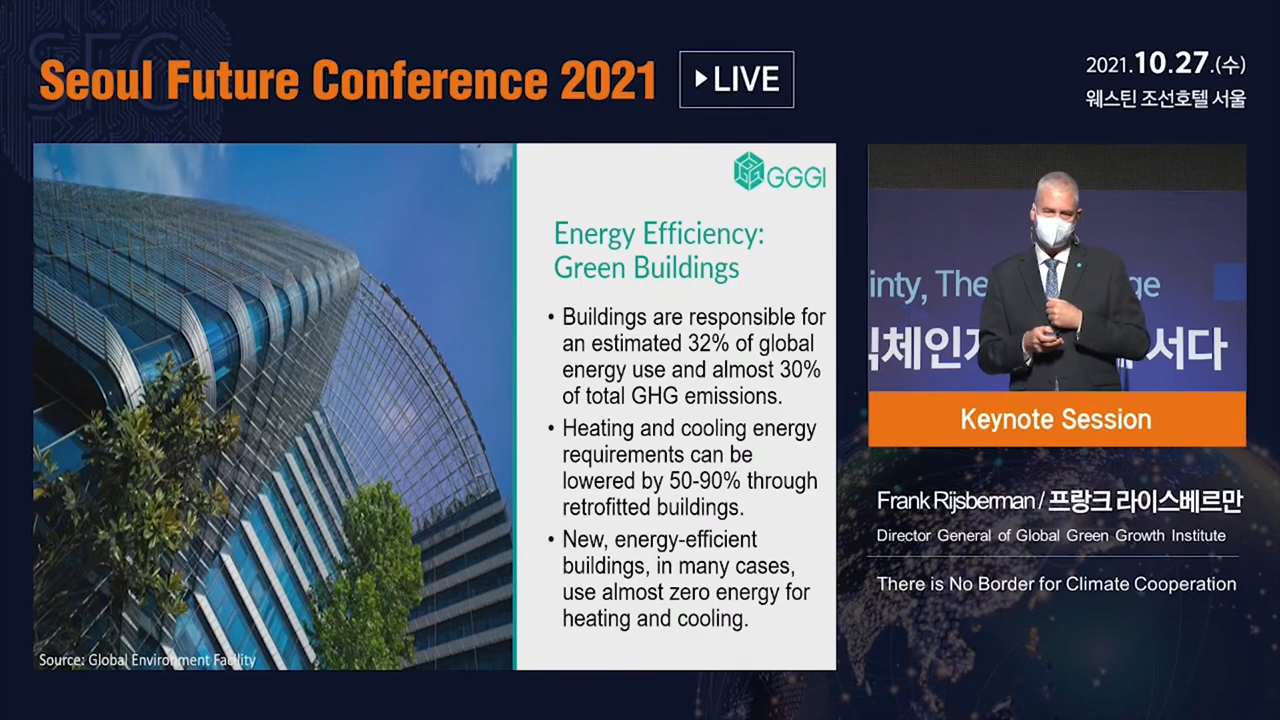 SFC
Seoul Future Conference 2021
LIVE
2021.10.27.(수)
웨스틴 조선호텔 서울
GGGI
Energy Efficiency:
Green Buildings
• Buildings are responsible for
an estimated 32% of global
energy use and almost 30%
of total GHG emissions.
• Heating and cooling energy
requirements can be
lowered by 50-90% through
retrofitted buildings.
• New, energy-efficient
buildings, in many cases,
use almost zero energy for
heating and cooling.
Source: Global Environment Facility
inty, The ge
체인 서다
Keynote Session
Frank Rijsberman / 프랑크 라이스베르만
Director General of Global Green Growth Institute
There is No Border for Climate Cooperation